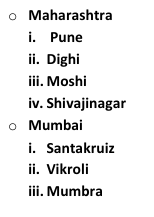 ○ Maharashtra
i. Pune
ii. Dighi
iii. Moshi
iv. Shivajinagar
○ Mumbai
i. Santakruiz
ii. Vikroli
iii. Mumbra